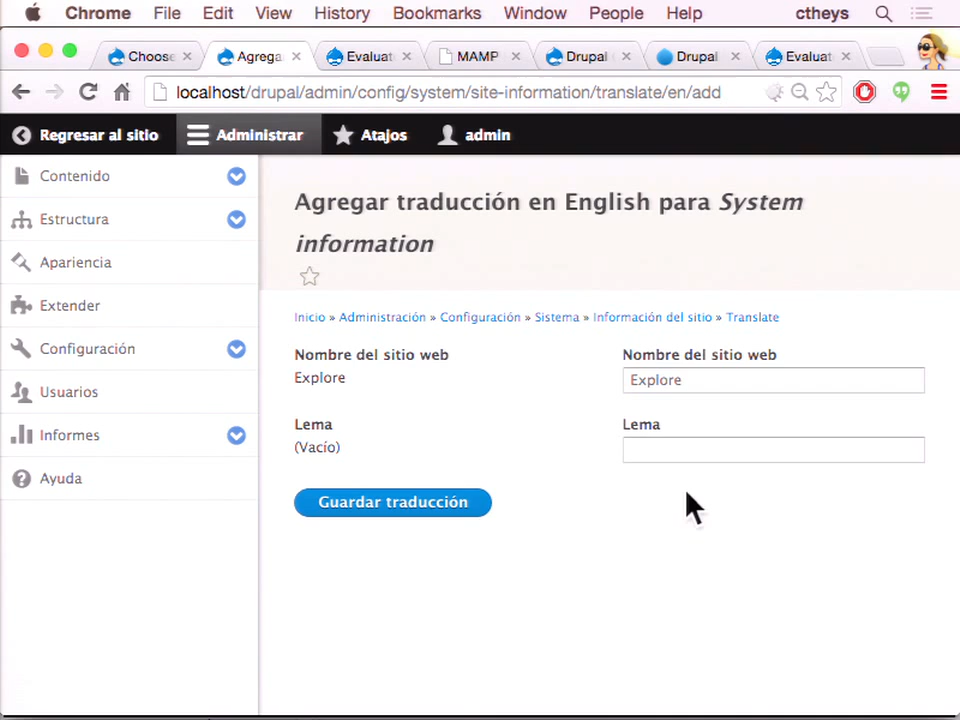 Chrome File Edit View History Bookmarks Window People Help ctheys
Choose Agrega Evaluat MAMP Drupal Drupal Evaluat
localhost/drupal/admin/config/system/site-information/translate/en/add
Regresar al sitio Administrar Atajos admin
Contenido
Estructura
Apariencia
Extender
Configuración
Usuarios
Informes
Ayuda
Agregar traducción en English para System
information
Inicio » Administración » Configuración » Sistema » Información del sitio » Translate
Nombre del sitio web Nombre del sitio web
Explore Explore
Lema Lema
(Vacío)
Guardar traducción